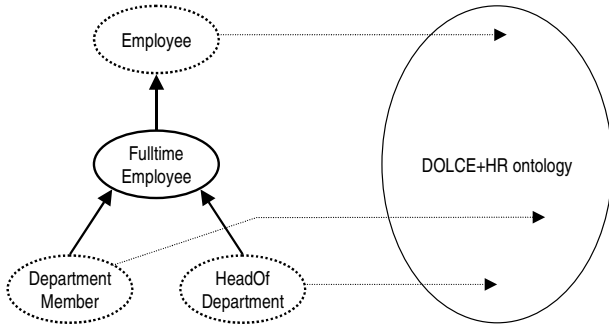 Employee
Fulltime
Employee
DOLCE+HR ontology
Department
Member
HeadOf
Department